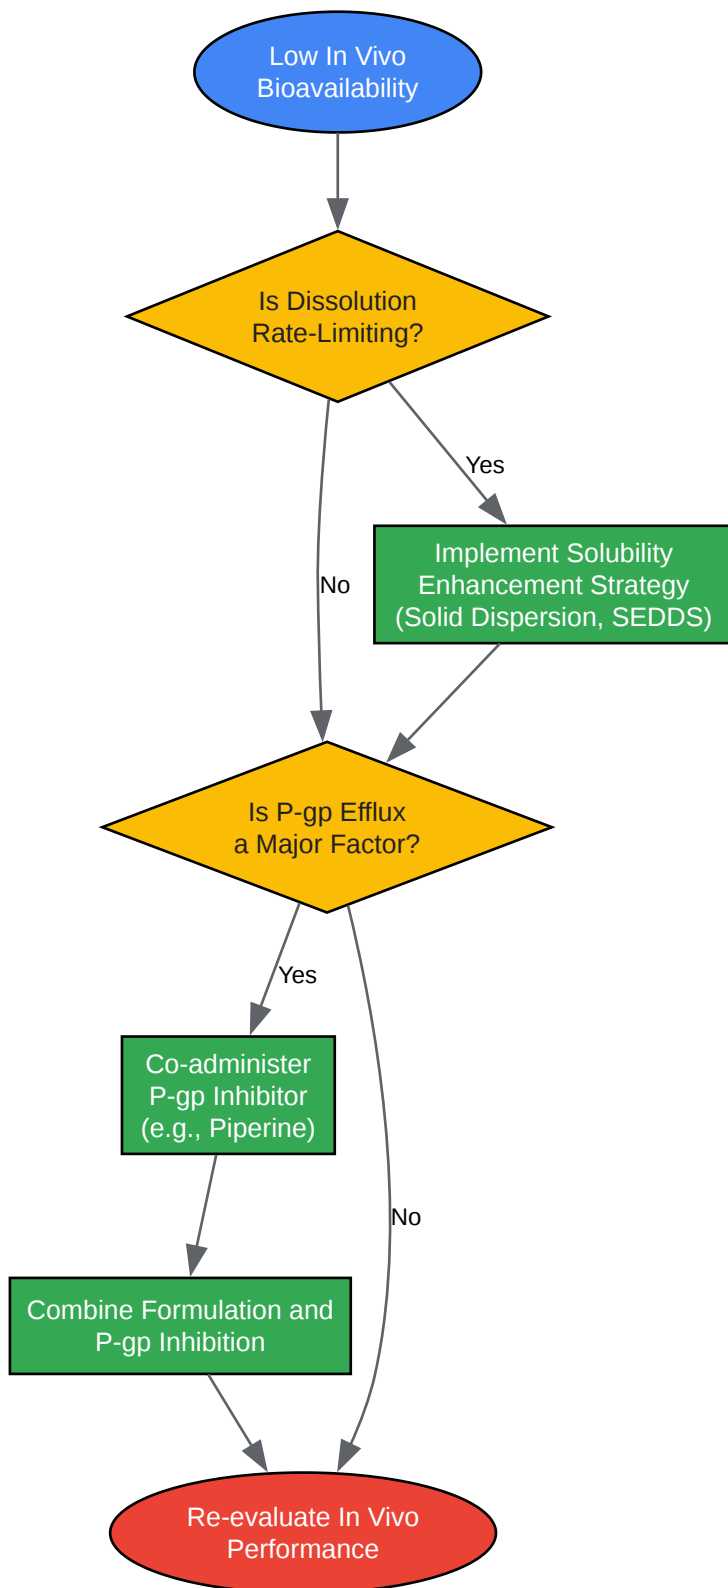 Low In Vivo
Bioavailability
Is Dissolution
Rate-Limiting?
Yes
Implement Solubility
Enhancement Strategy
(Solid Dispersion, SEDDS)
No
Is P-gp Efflux
a Major Factor?
Yes
Co-administer
P-gp Inhibitor
(e.g., Piperine)
No
Combine Formulation and
P-gp Inhibition
Re-evaluate In Vivo
Performance